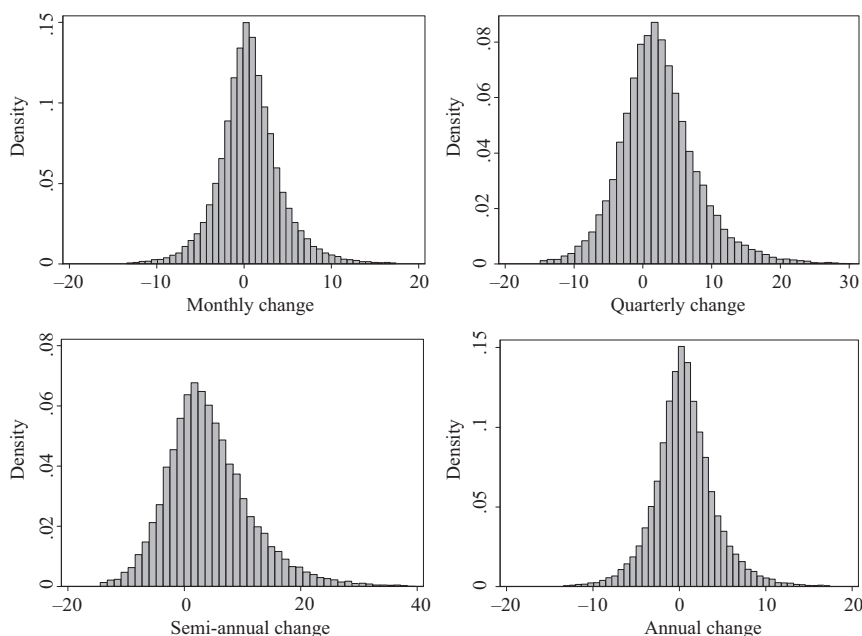 .15
.1
.05
0
Density
−20 −10 0 10 20
Monthly change
.08
.06
.04
.02
0
Density
−20 −10 0 10 20 30
Quarterly change
.08
.06
.04
.02
0
Density
−20 0 20 40
Semi-annual change
.15
.1
.05
0
Density
−20 −10 0 10 20
Annual change